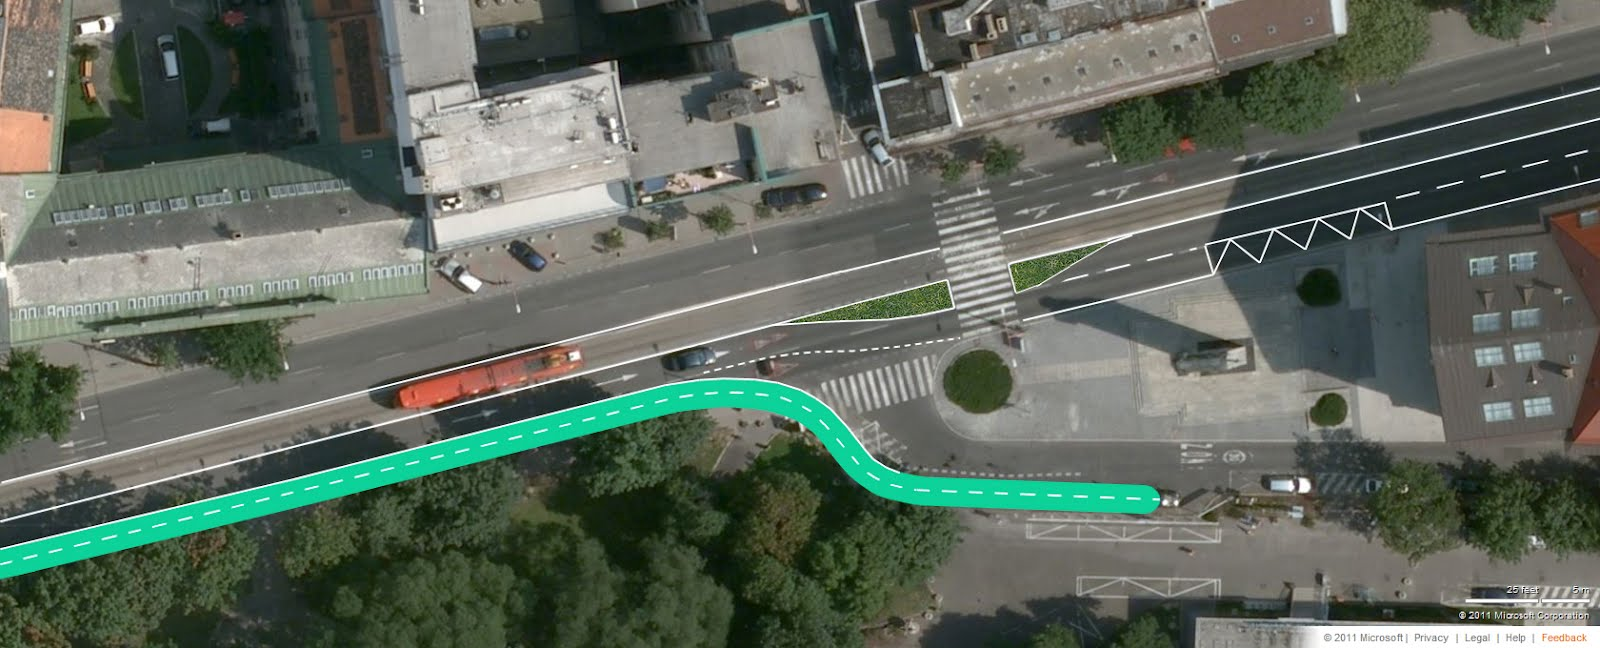 25 feet 5 m
© 2011 Microsoft Corporation
© 2011 Microsoft | Privacy | Legal | Help | Feedback